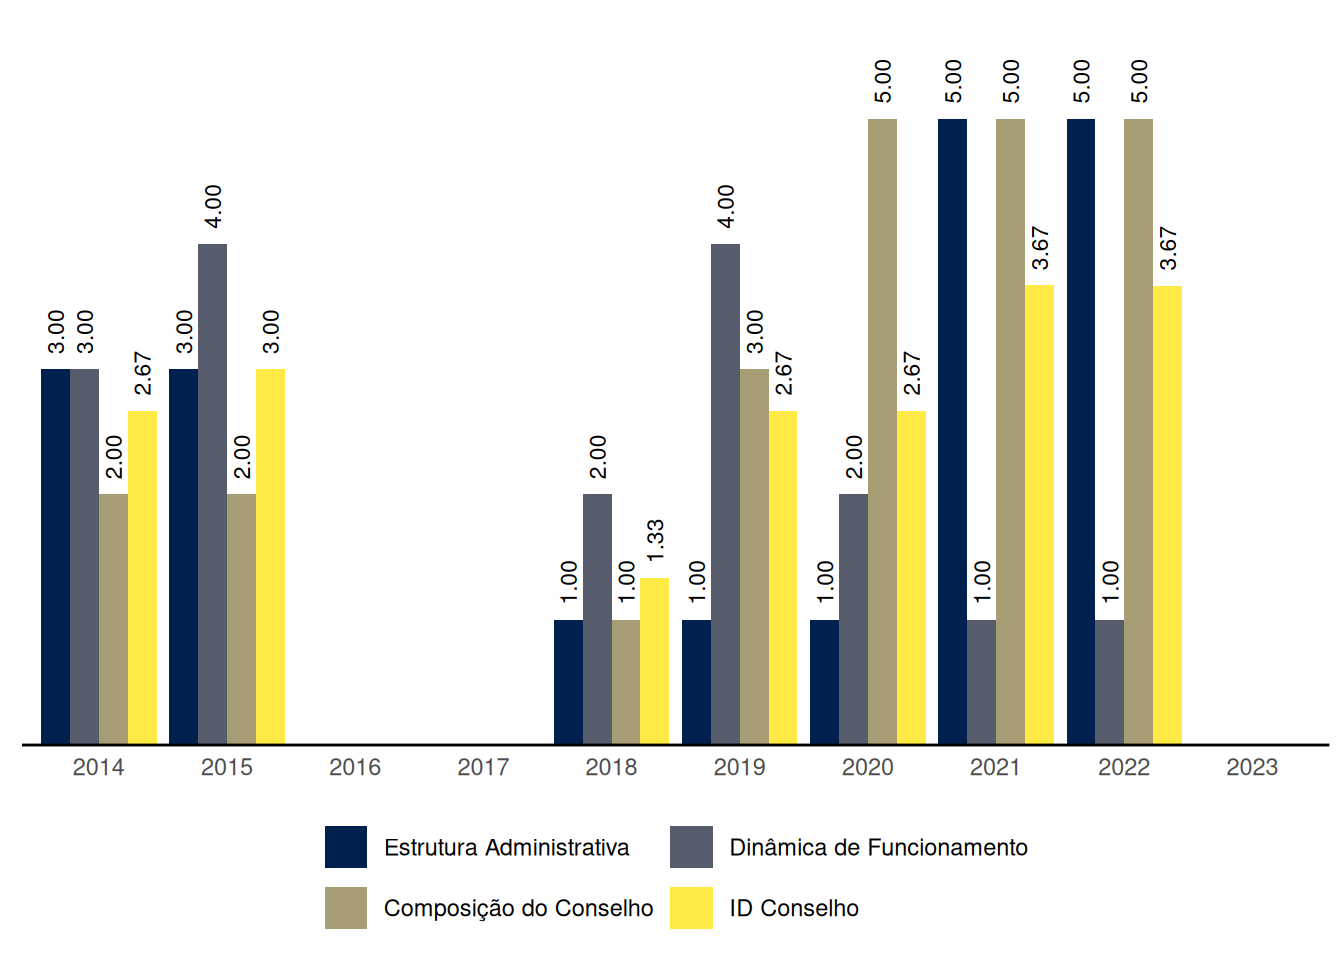 3.00 3.00 2.00 2.67 3.00 4.00 2.00 3.00 1.00 2.00 1.00 1.33 1.00 4.00 3.00 2.67 1.00 2.00 5.00 2.67 5.00 1.00 5.00 3.67 5.00 1.00 5.00 3.67
2014 2015 2016 2017 2018 2019 2020 2021 2022 2023
Estrutura Administrativa Dinâmica de Funcionamento
Composição do Conselho ID Conselho